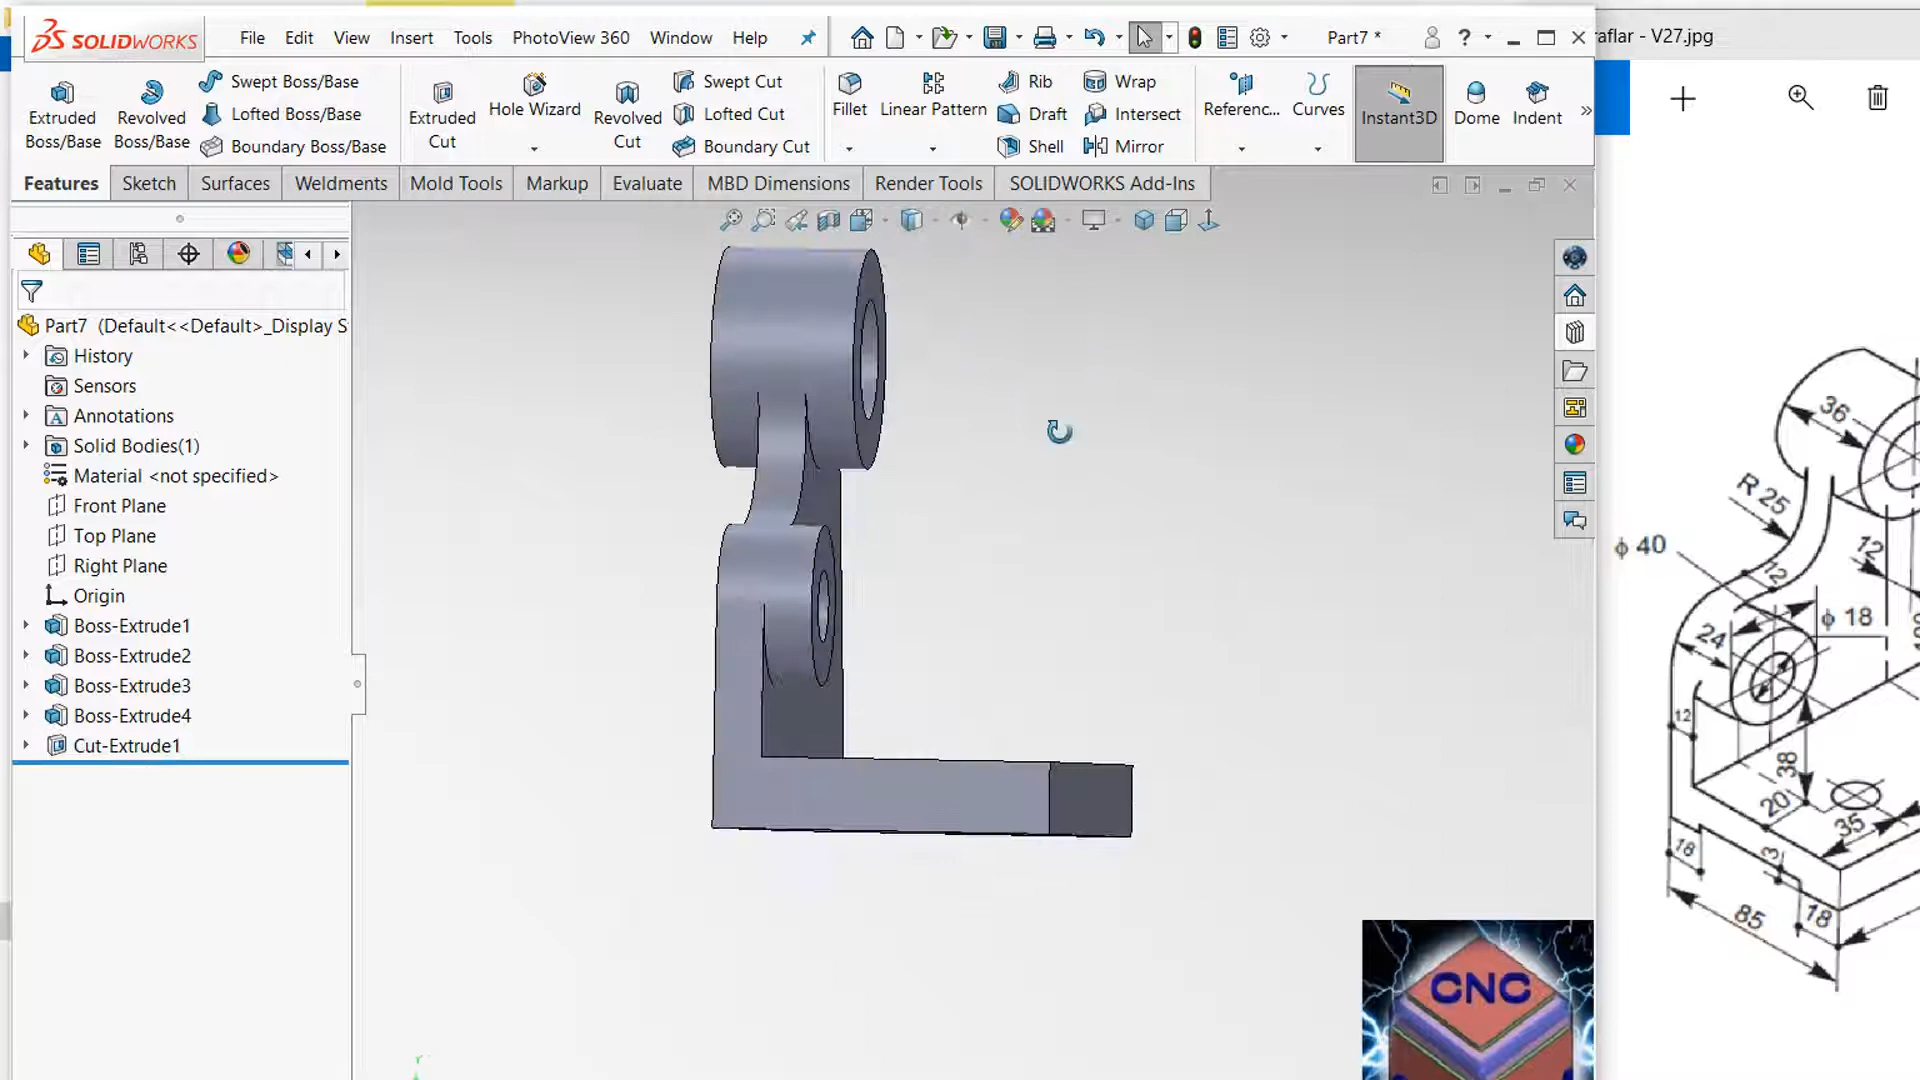 SOLIDWORKS File Edit View Insert Tools PhotoView 360 Window Help Part7 * ? raflar - V27.jpg
Extruded Boss/Base
Revolved Boss/Base
Swept Boss/Base
Lofted Boss/Base
Boundary Boss/Base
Extruded Cut
Hole Wizard
Revolved Cut
Swept Cut
Lofted Cut
Boundary Cut
Fillet
Linear Pattern
Rib
Draft
Shell
Wrap
Intersect
Mirror
Referenc...
Curves
Instant3D
Dome
Indent
»
Features Sketch Surfaces Weldments Mold Tools Markup Evaluate MBD Dimensions Render Tools SOLIDWORKS Add-Ins
Part7 (Default<<Default>_Display S
History
Sensors
Annotations
Solid Bodies(1)
Material <not specified>
Front Plane
Top Plane
Right Plane
Origin
Boss-Extrude1
Boss-Extrude2
Boss-Extrude3
Boss-Extrude4
Cut-Extrude1
36
R 25
ϕ 40
12
12
ϕ 18
24
12
38
20
35
18
3
85
18
CNC